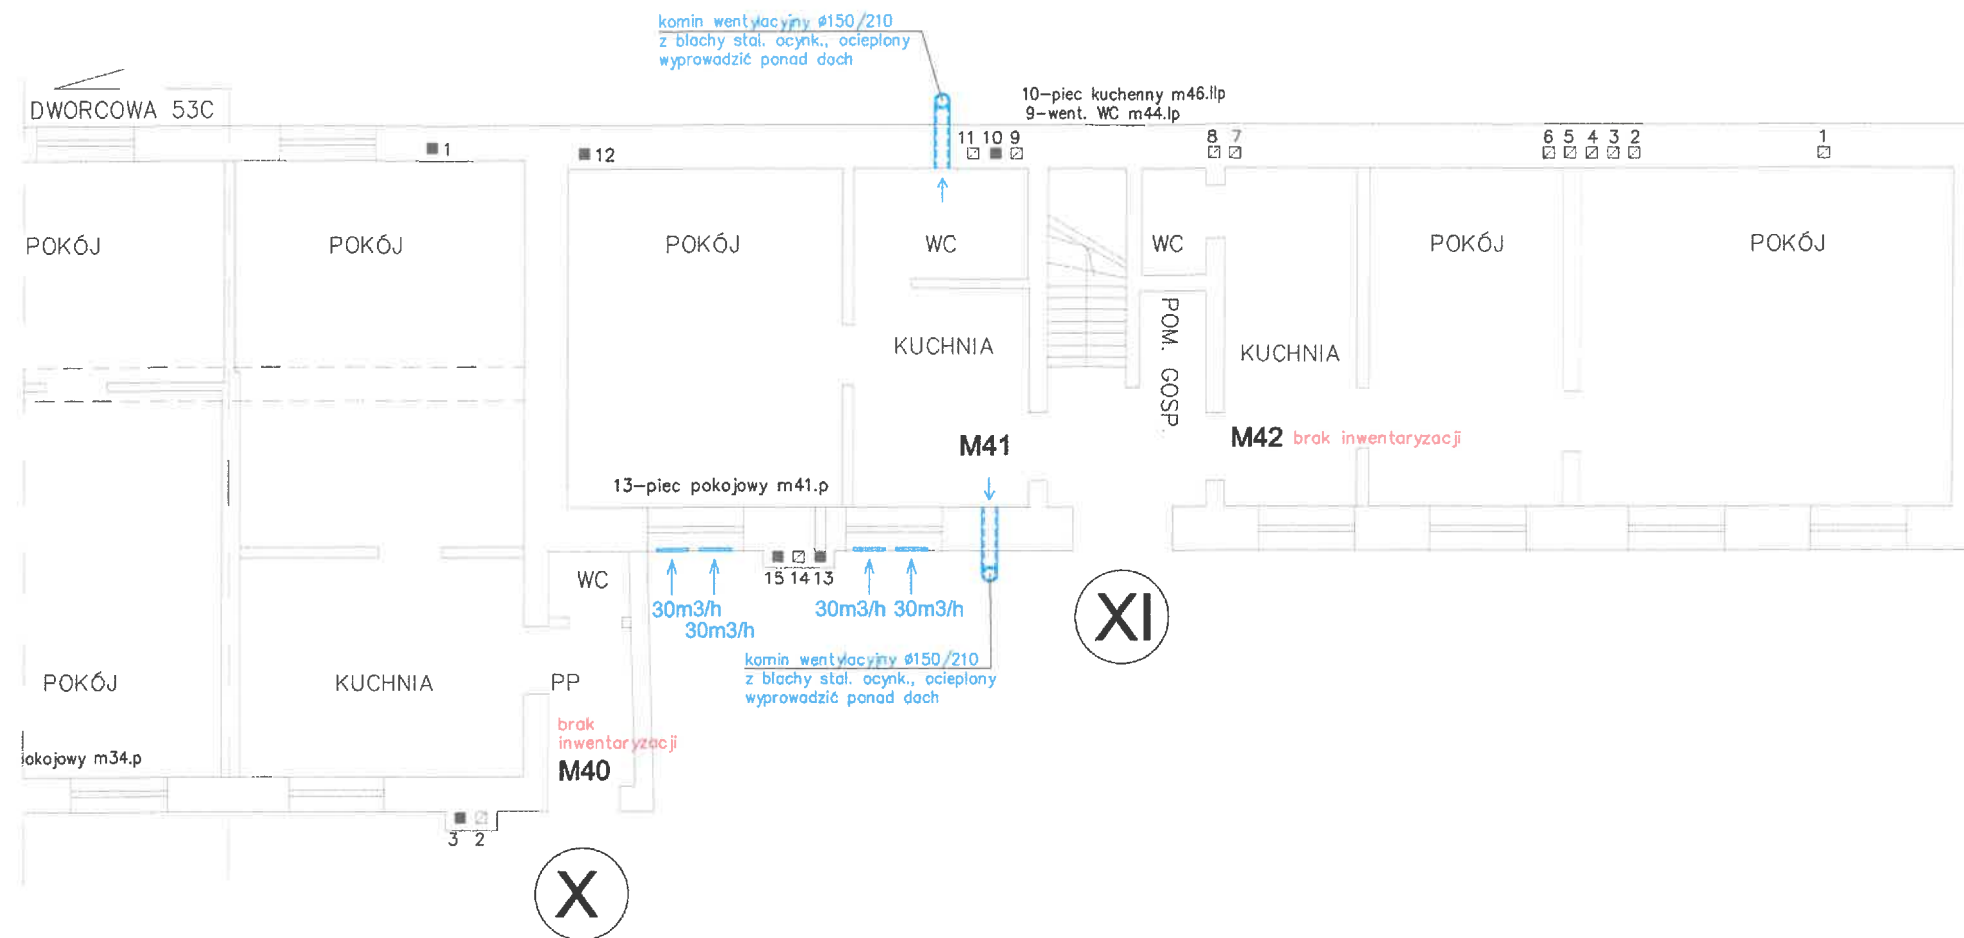 komin wentylacyjny ø150/210
z blachy stal. ocynk., ocieplony
wyprowadzić ponad dach
DWORCOWA 53C
10-piec kuchenny m46.IIp
9-went. WC m44.Ip
1
12
11 10 9
8 7
6 5 4 3 2
1
POKÓJ
POKÓJ
POKÓJ
WC
WC
POKÓJ
POKÓJ
KUCHNIA
POM. GOSP.
KUCHNIA
M41
M42 brak inwentaryzacji
13-piec pokojowy m41.p
15 14 13
WC
30m3/h
30m3/h
30m3/h 30m3/h
XI
komin wentylacyjny ø150/210
z blachy stal. ocynk., ocieplony
wyprowadzić ponad dach
POKÓJ
KUCHNIA
PP
brak
inwentaryzacji
M40
okojowy m34.p
3 2
X